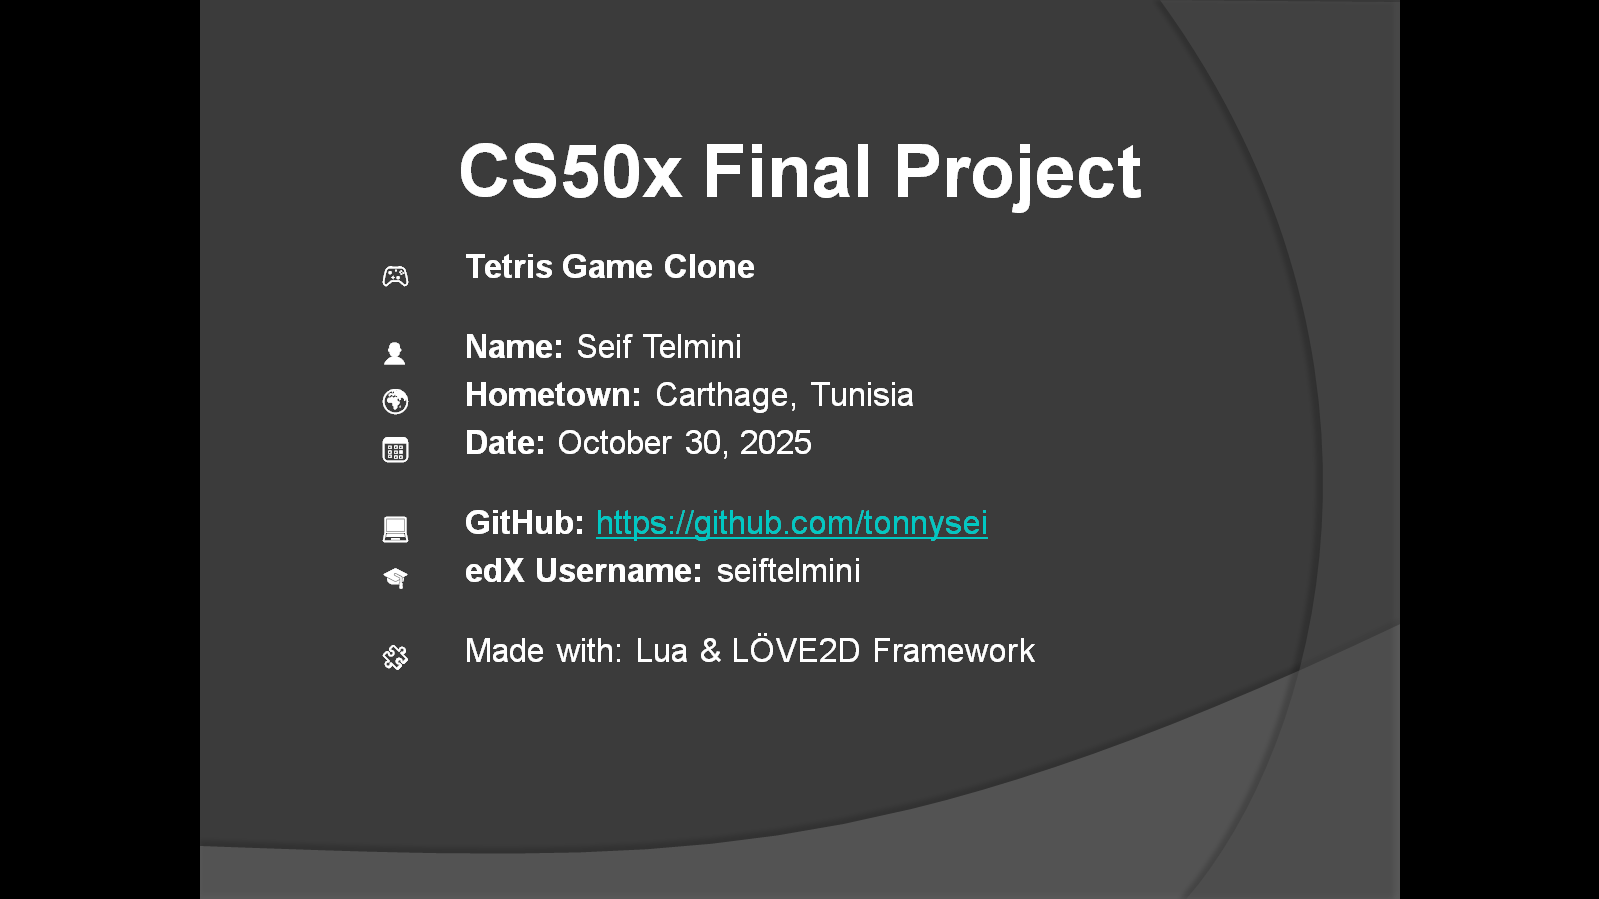 CS50x Final Project
Tetris Game Clone
Name: Seif Telmini
Hometown: Carthage, Tunisia
Date: October 30, 2025
GitHub: https://github.com/tonnysei
edX Username: seiftelmini
Made with: Lua & LÖVE2D Framework